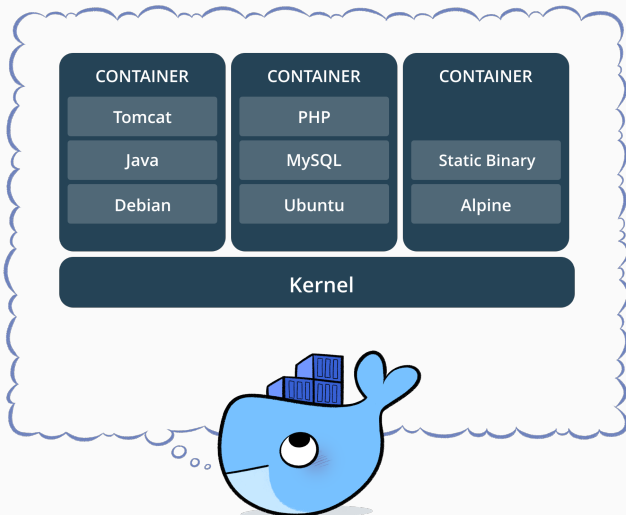 CONTAINER
Tomcat
Java
Debian
CONTAINER
PHP
MySQL
Ubuntu
CONTAINER
Static Binary
Alpine
Kernel